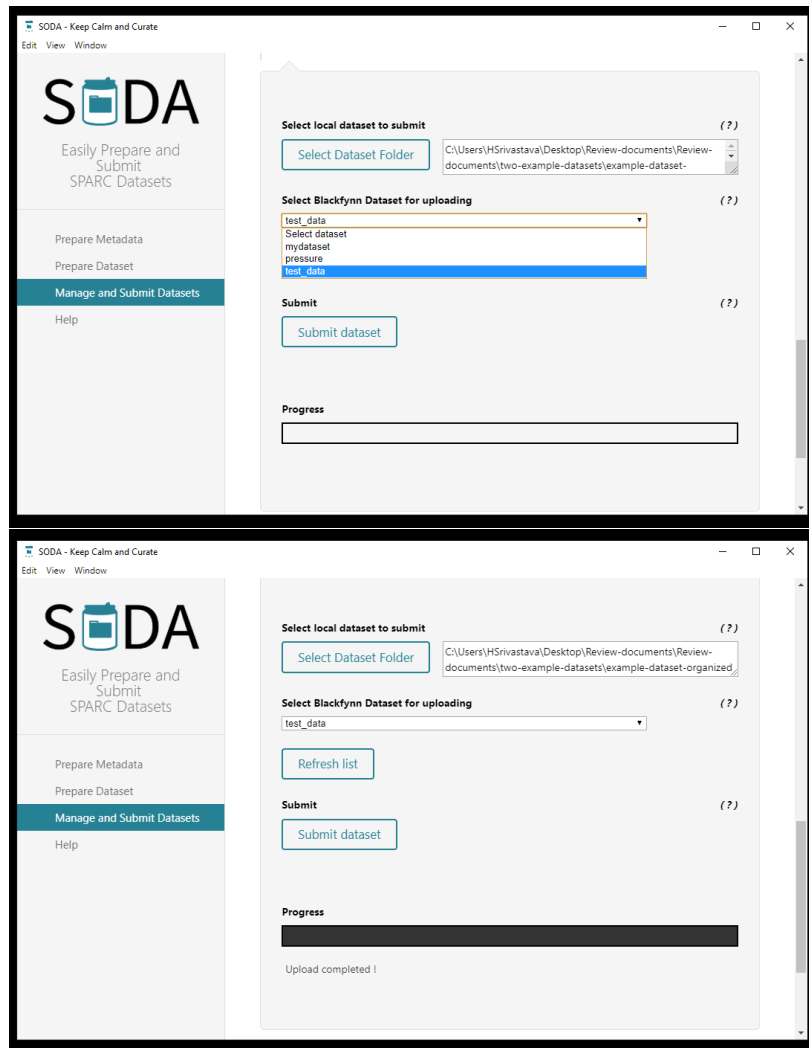 SODA - Keep Calm and Curate
Edit View Window
SODA
Easily Prepare and
Submit
SPARC Datasets
Prepare Metadata
Prepare Dataset
Manage and Submit Datasets
Help
Select local dataset to submit (?)
Select Dataset Folder
C:\Users\HSrivastava\Desktop\Review-documents\Review-
documents\two-example-datasets\example-dataset-
Select Blackfynn Dataset for uploading (?)
test_data
Select dataset
mydataset
pressure
test_data
Submit (?)
Submit dataset
Progress
SODA - Keep Calm and Curate
Edit View Window
SODA
Easily Prepare and
Submit
SPARC Datasets
Prepare Metadata
Prepare Dataset
Manage and Submit Datasets
Help
Select local dataset to submit (?)
Select Dataset Folder
C:\Users\HSrivastava\Desktop\Review-documents\Review-
documents\two-example-datasets\example-dataset-organized
Select Blackfynn Dataset for uploading (?)
test_data
Refresh list
Submit (?)
Submit dataset
Progress
Upload completed !